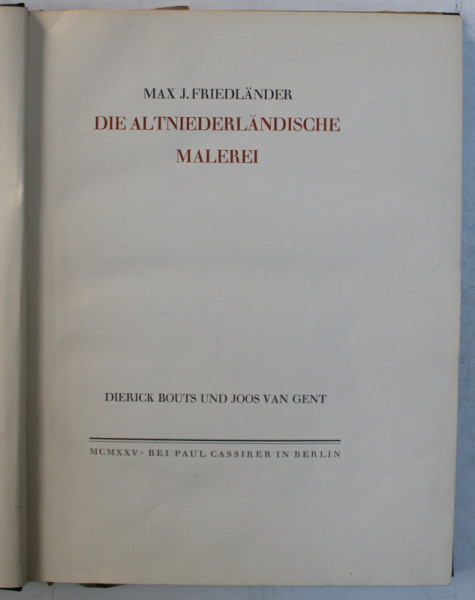 MAX J. FRIEDLÄNDER
DIE ALTNIEDERLÄNDISCHE
MALEREI
DIERICK BOUTS UND JOOS VAN GENT
MCMXXV · BEI PAUL CASSIRER IN BERLIN